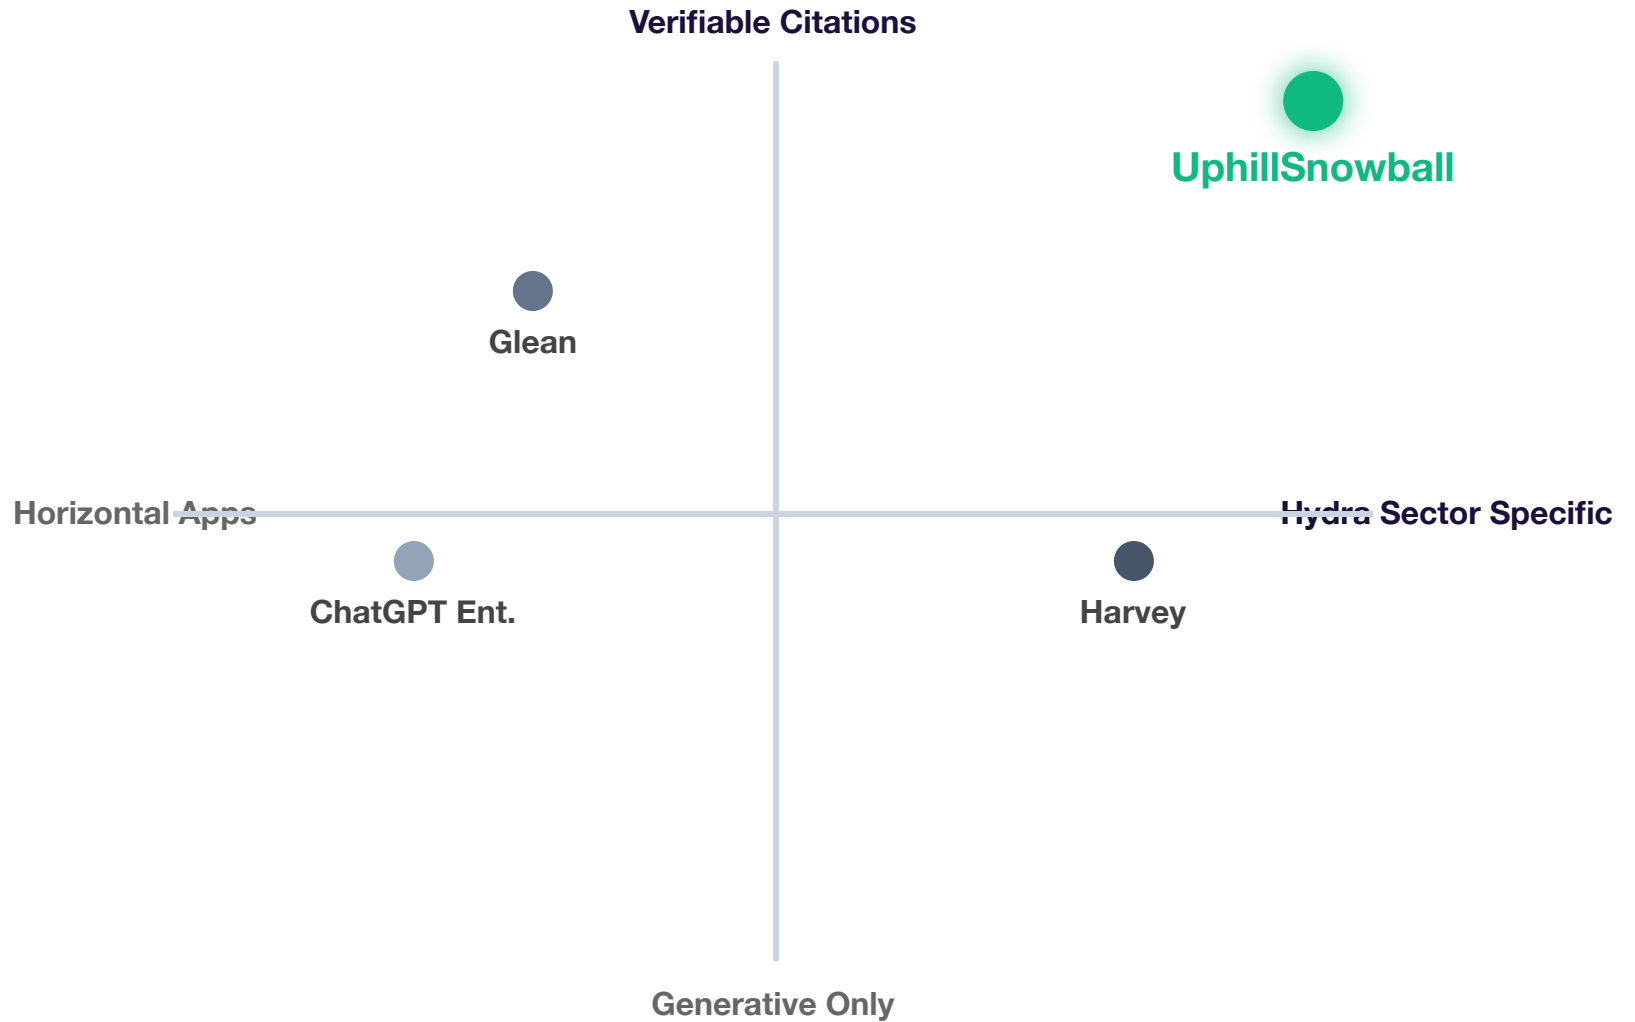 Verifiable Citations
UphillSnowball
Glean
Horizontal Apps
Hydra Sector Specific
ChatGPT Ent.
Harvey
Generative Only